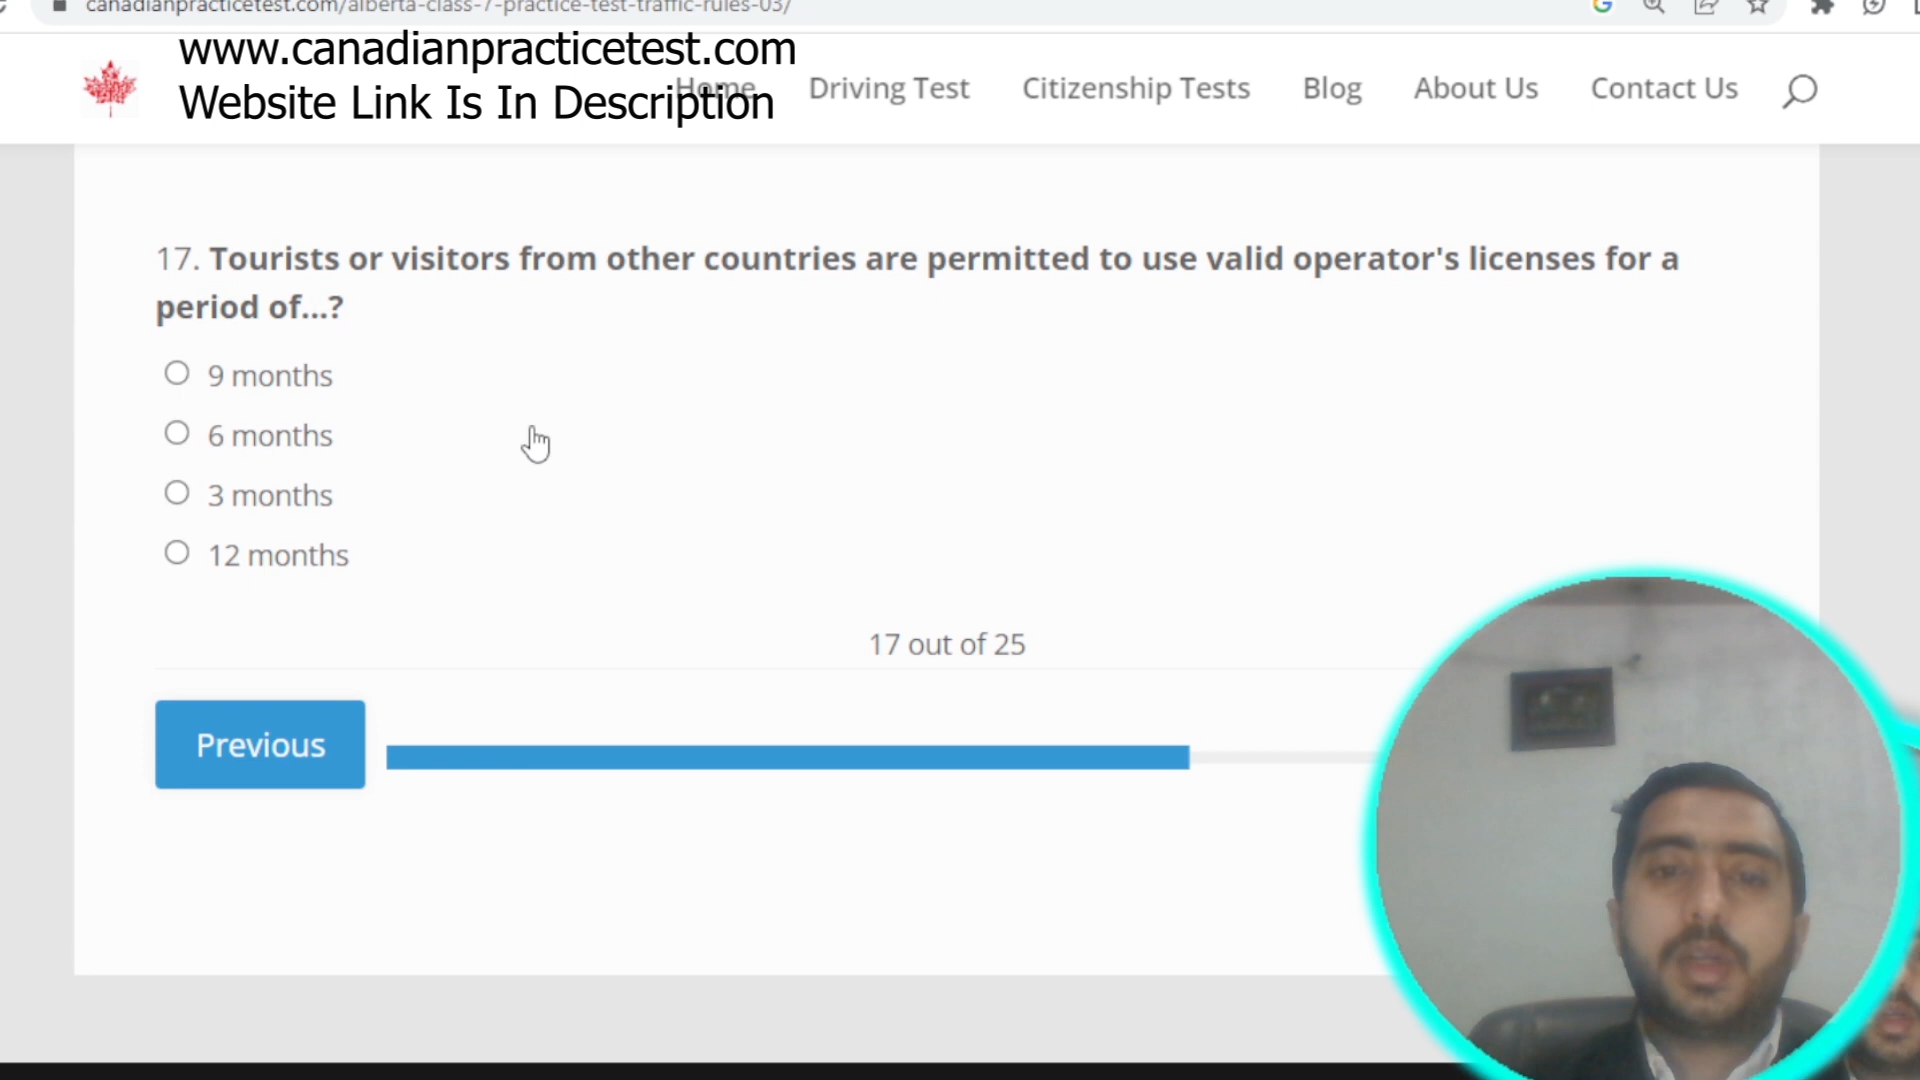 canadianpracticetest.com/alberta-class-7-practice-test-traffic-rules-03/
www.canadianpracticetest.com
Website Link Is In Description
Home Driving Test Citizenship Tests Blog About Us Contact Us
17. Tourists or visitors from other countries are permitted to use valid operator's licenses for a
period of...?
9 months
6 months
3 months
12 months
17 out of 25
Previous